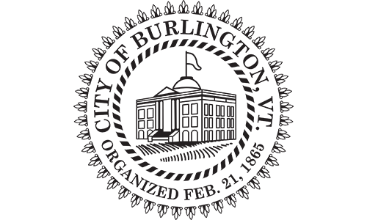 CITY OF BURLINGTON, VT.
ORGANIZED FEB. 21, 1865